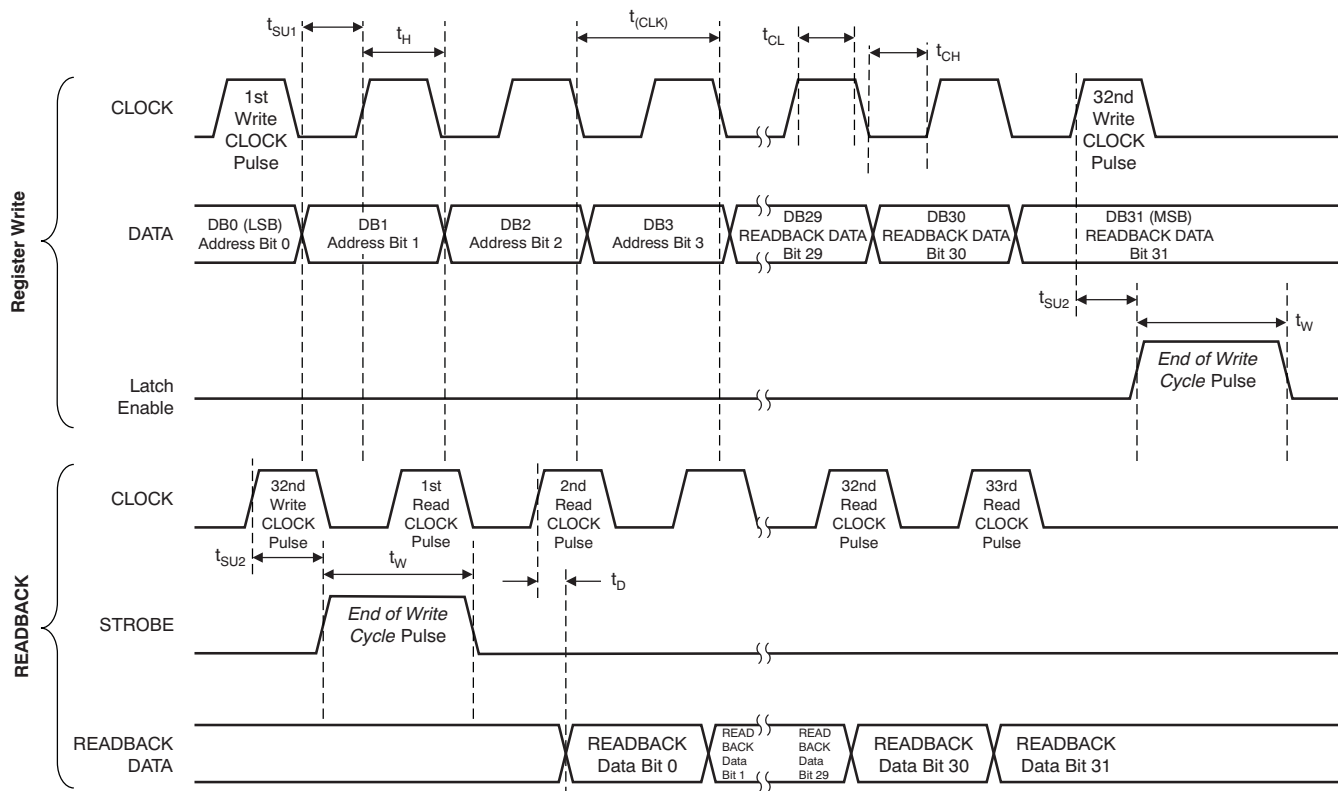 t_SU1
t_H
t_(CLK)
t_CL
t_CH
Register Write
CLOCK
1st
Write
CLOCK
Pulse
32nd
Write
CLOCK
Pulse
DATA
DB0 (LSB)
Address Bit 0
DB1
Address Bit 1
DB2
Address Bit 2
DB3
Address Bit 3
DB29
READBACK DATA
Bit 29
DB30
READBACK DATA
Bit 30
DB31 (MSB)
READBACK DATA
Bit 31
t_SU2
t_W
Latch
Enable
End of Write
Cycle Pulse
READBACK
CLOCK
32nd
Write
CLOCK
Pulse
1st
Read
CLOCK
Pulse
2nd
Read
CLOCK
Pulse
32nd
Read
CLOCK
Pulse
33rd
Read
CLOCK
Pulse
t_SU2
t_W
t_D
STROBE
End of Write
Cycle Pulse
READBACK
DATA
READBACK
Data Bit 0
READ
BACK
Data
Bit 1
READ
BACK
Data
Bit 29
READBACK
Data Bit 30
READBACK
Data Bit 31